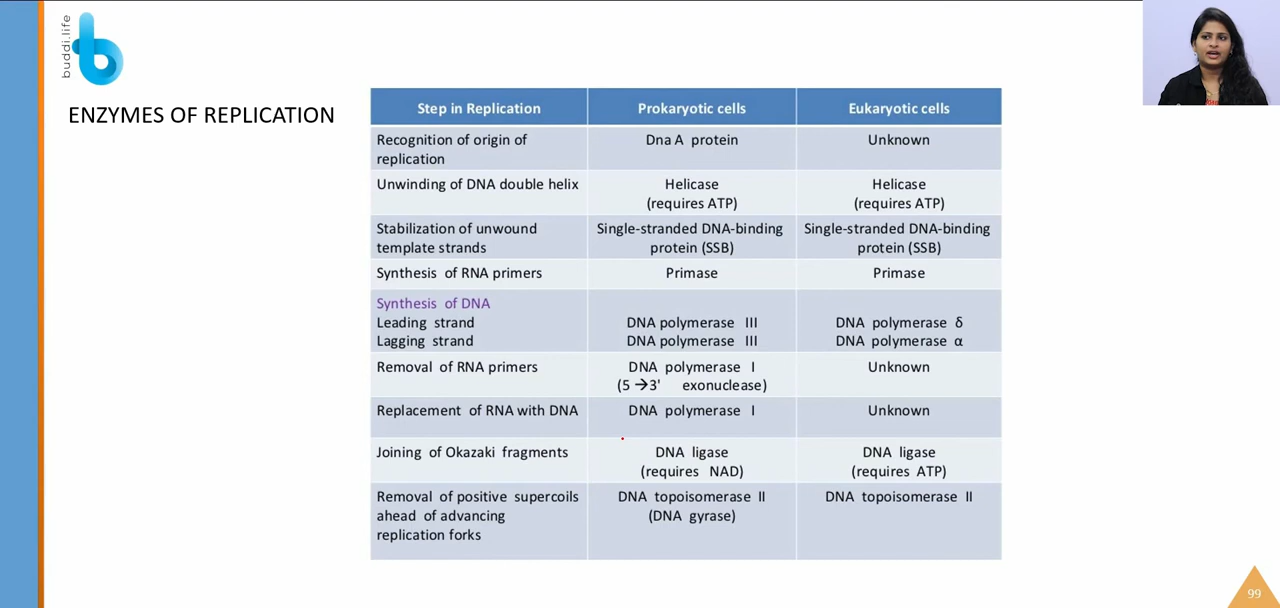 buddi.life
ENZYMES OF REPLICATION
Step in Replication Prokaryotic cells Eukaryotic cells
Recognition of origin of
replication
Dna A protein
Unknown
Unwinding of DNA double helix
Helicase
(requires ATP)
Helicase
(requires ATP)
Stabilization of unwound
template strands
Single-stranded DNA-binding
protein (SSB)
Single-stranded DNA-binding
protein (SSB)
Synthesis of RNA primers
Primase
Primase
Synthesis of DNA
Leading strand
Lagging strand
DNA polymerase III
DNA polymerase III
DNA polymerase δ
DNA polymerase α
Removal of RNA primers
DNA polymerase I
(5 →3' exonuclease)
Unknown
Replacement of RNA with DNA
DNA polymerase I
Unknown
Joining of Okazaki fragments
DNA ligase
(requires NAD)
DNA ligase
(requires ATP)
Removal of positive supercoils
ahead of advancing
replication forks
DNA topoisomerase II
(DNA gyrase)
DNA topoisomerase II
99